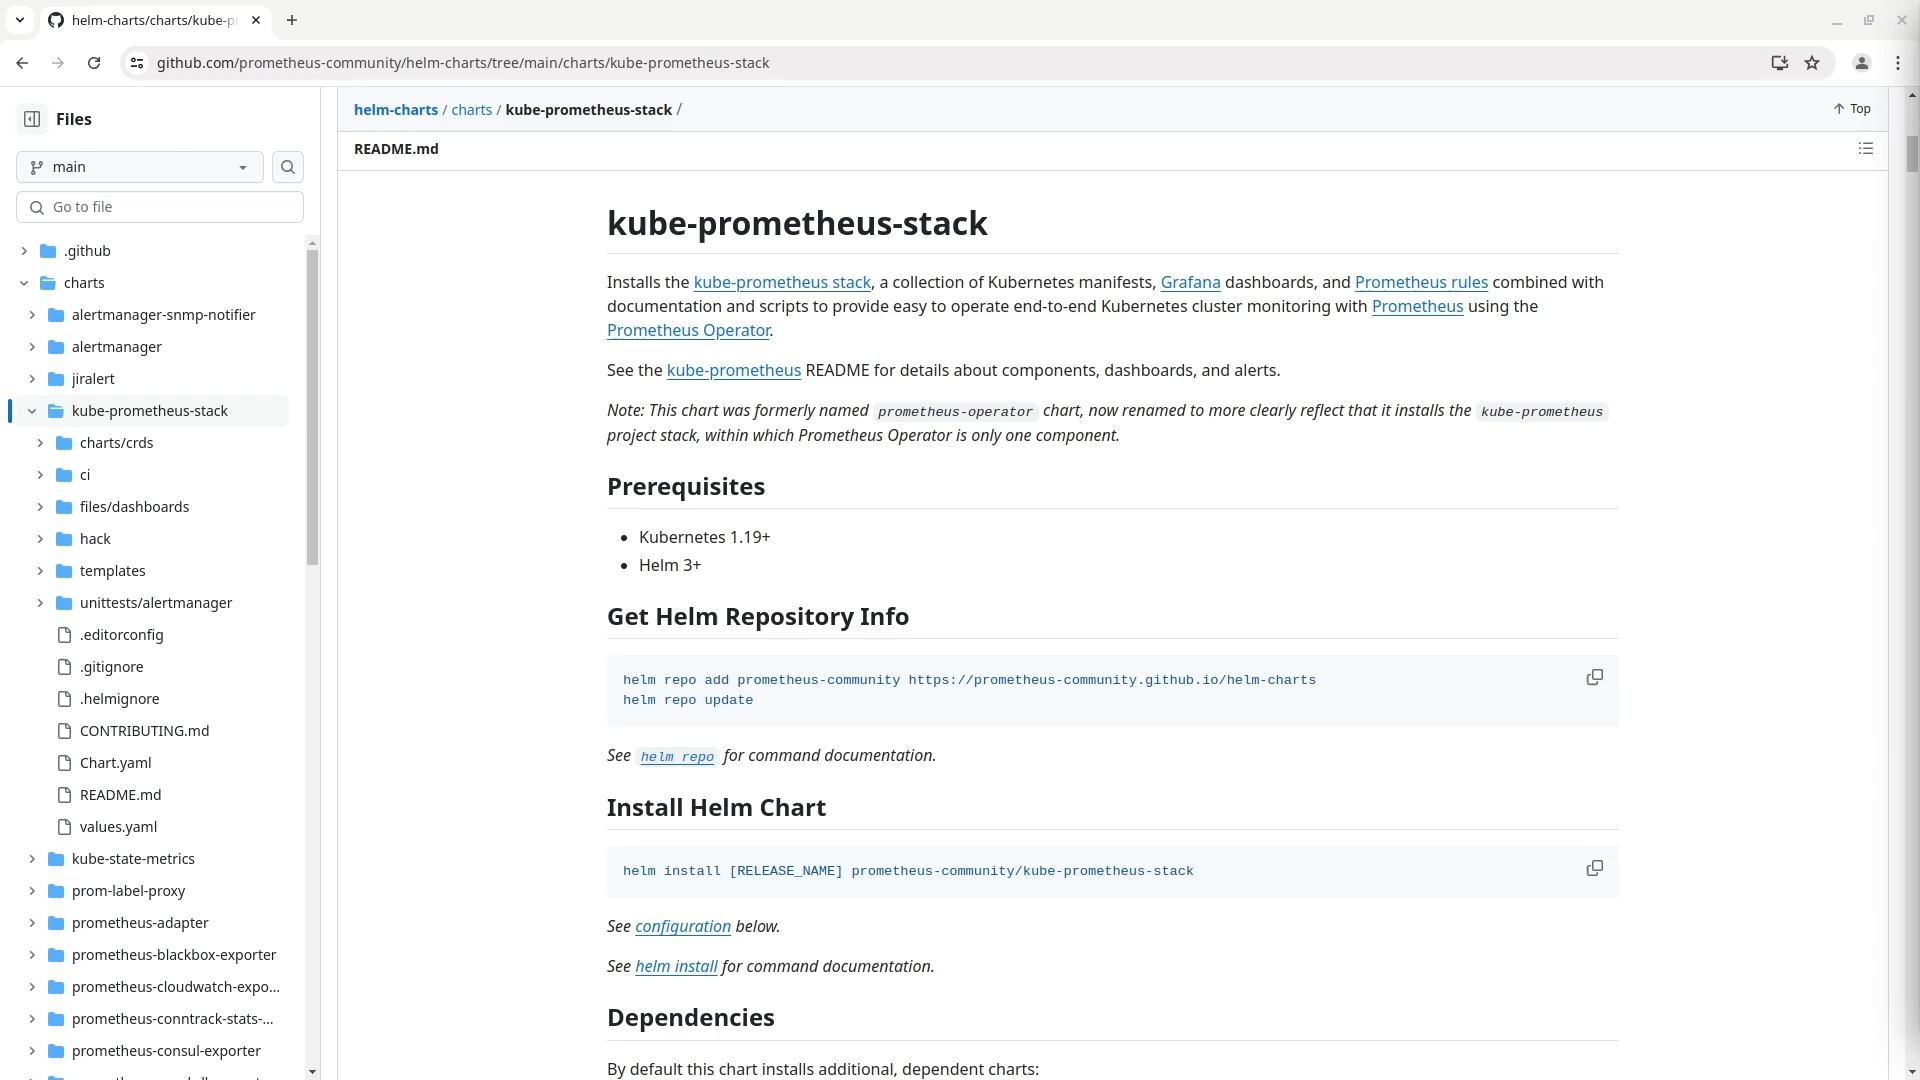 helm-charts/charts/kube-p
github.com/prometheus-community/helm-charts/tree/main/charts/kube-prometheus-stack
Files
main
Go to file
.github
charts
alertmanager-snmp-notifier
alertmanager
jiralert
kube-prometheus-stack
charts/crds
ci
files/dashboards
hack
templates
unittests/alertmanager
.editorconfig
.gitignore
.helmignore
CONTRIBUTING.md
Chart.yaml
README.md
values.yaml
kube-state-metrics
prom-label-proxy
prometheus-adapter
prometheus-blackbox-exporter
prometheus-cloudwatch-expo...
prometheus-conntrack-stats-...
prometheus-consul-exporter
helm-charts / charts / kube-prometheus-stack /
Top
README.md
kube-prometheus-stack
Installs the kube-prometheus stack, a collection of Kubernetes manifests, Grafana dashboards, and Prometheus rules combined with
documentation and scripts to provide easy to operate end-to-end Kubernetes cluster monitoring with Prometheus using the
Prometheus Operator.
See the kube-prometheus README for details about components, dashboards, and alerts.
Note: This chart was formerly named prometheus-operator chart, now renamed to more clearly reflect that it installs the kube-prometheus
project stack, within which Prometheus Operator is only one component.
Prerequisites
• Kubernetes 1.19+
• Helm 3+
Get Helm Repository Info
helm repo add prometheus-community https://prometheus-community.github.io/helm-charts
helm repo update
See helm repo for command documentation.
Install Helm Chart
helm install [RELEASE_NAME] prometheus-community/kube-prometheus-stack
See configuration below.
See helm install for command documentation.
Dependencies
By default this chart installs additional, dependent charts: